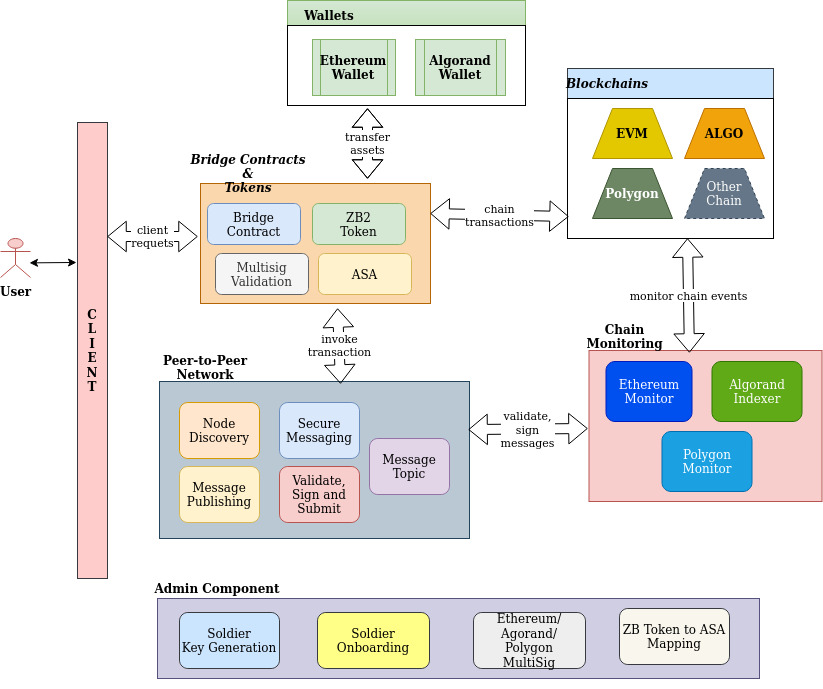 Wallets
Ethereum
Wallet
Algorand
Wallet
transfer
assets
Blockchains
EVM
ALGO
Polygon
Other
Chain
Bridge Contracts
&
Tokens
Bridge
Contract
ZB2
Token
Multisig
Validation
ASA
chain
transactions
client
requets
User
CLIENT
monitor chain events
invoke
transaction
Chain
Monitoring
Ethereum
Monitor
Algorand
Indexer
Polygon
Monitor
Peer-to-Peer
Network
Node
Discovery
Secure
Messaging
Message
Topic
Message
Publishing
Validate,
Sign and
Submit
validate,
sign
messages
Admin Component
Soldier
Key Generation
Soldier
Onboarding
Ethereum/
Agorand/
Polygon
MultiSig
ZB Token to ASA
Mapping